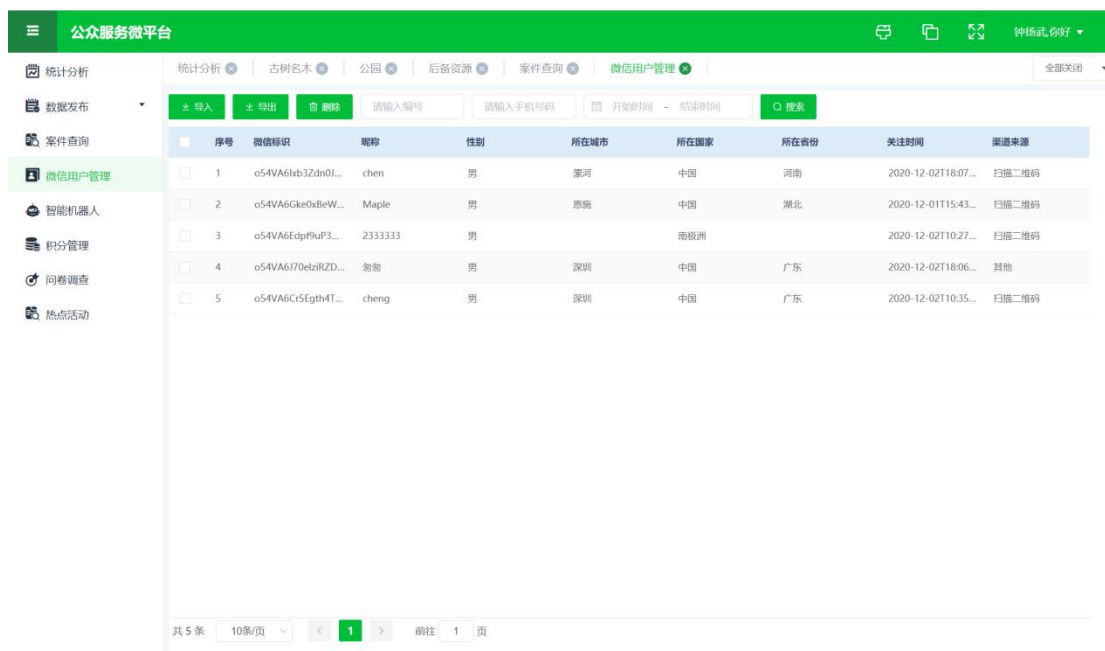 公众服务微平台 钟扬武,你好
统计分析 统计分析 古树名木 公园 后备资源 案件查询 微信用户管理 全部关闭
数据发布 导入 导出 删除 请输入编号 请输入手机号码 开始时间 - 结束时间 搜索
案件查询 序号 微信标识 昵称 性别 所在城市 所在国家 所在省份 关注时间 渠道来源
微信用户管理 1 o54VA6lxb3Zdn0J... chen 男 漯河 中国 河南 2020-12-02T18:07... 扫描二维码
智能机器人 2 o54VA6Gke0xBeW... Maple 男 恩施 中国 湖北 2020-12-01T15:43... 扫描二维码
积分管理 3 o54VA6Edpf9uP3... 2333333 男 南极洲 2020-12-02T10:27... 扫描二维码
问卷调查 4 o54VA6J70elziRZD... 匆匆 男 深圳 中国 广东 2020-12-02T18:06... 其他
热点活动 5 o54VA6Cr5Egth4T... cheng 男 深圳 中国 广东 2020-12-02T10:35... 扫描二维码
共 5 条 10条/页 1 前往 1 页